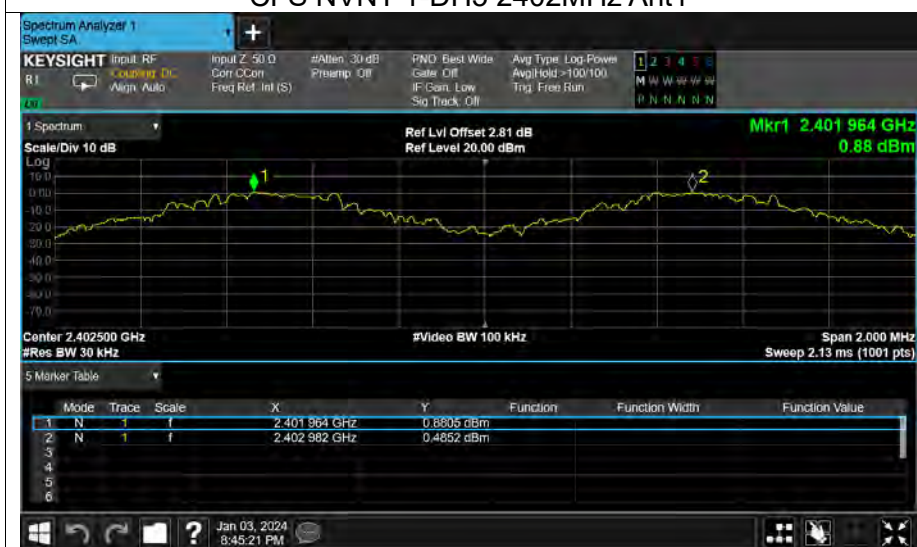 CFS NVNT 1-DH5 2402MHz Ant1
Spectrum Analyzer 1
Swept SA
+
KEYSIGHT Input: RF Input Z: 50 Ω #Atten: 30 dB PNO: Best Wide Avg Type: Log-Power 1 2 3 4 5 6
R L Coupling: DC Corr CCorr Preamp: Off Gate: Off Avg|Hold: >100/100 M W W W W W
Align: Auto Freq Ref: Int (S) IF Gain: Low Trig: Free Run
Sig Track: Off P N N N N N
1 Spectrum
Ref Lvl Offset 2.81 dB Mkr1 2.401 964 GHz
Scale/Div 10 dB Ref Level 20.00 dBm 0.88 dBm
Log
10.0
0.00
-10.0
-20.0
-30.0
-40.0
-50.0
-60.0
-70.0
1
2
Center 2.402500 GHz #Video BW 100 kHz Span 2.000 MHz
#Res BW 30 kHz Sweep 2.13 ms (1001 pts)
5 Marker Table
Mode Trace Scale X Y Function Function Width Function Value
1 N 1 f 2.401 964 GHz 0.8805 dBm
2 N 1 f 2.402 982 GHz 0.4852 dBm
3
4
5
6
?
Jan 03, 2024
8:45:21 PM